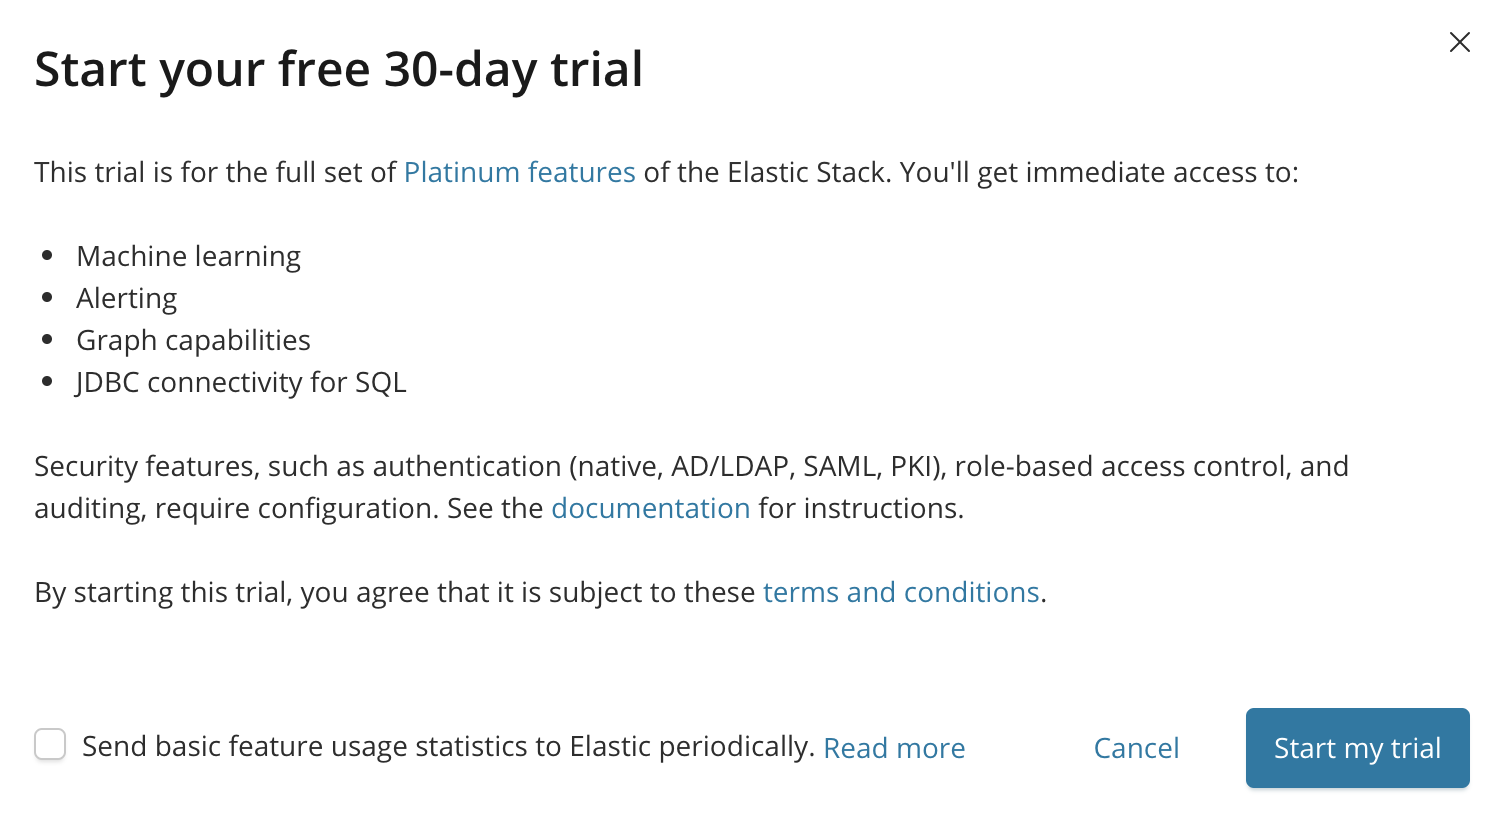 Start your free 30-day trial
This trial is for the full set of Platinum features of the Elastic Stack. You'll get immediate access to:
Machine learning
Alerting
Graph capabilities
JDBC connectivity for SQL
Security features, such as authentication (native, AD/LDAP, SAML, PKI), role-based access control, and
auditing, require configuration. See the documentation for instructions.
By starting this trial, you agree that it is subject to these terms and conditions.
Send basic feature usage statistics to Elastic periodically. Read more
Cancel
Start my trial